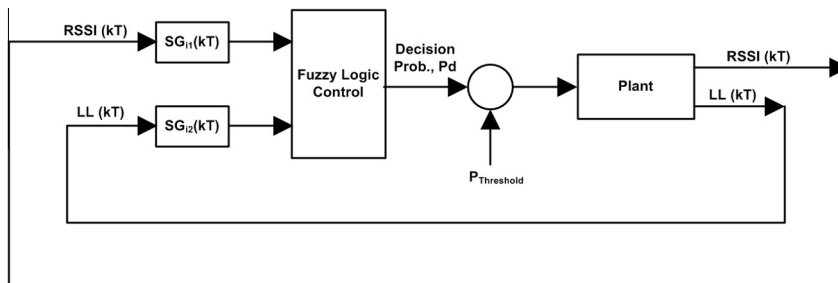 RSSI (kT)
SGi1(kT)
Fuzzy Logic
Control
Decision
Prob., Pd
Plant
RSSI (kT)
LL (kT)
LL (kT)
SGi2(kT)
PThreshold